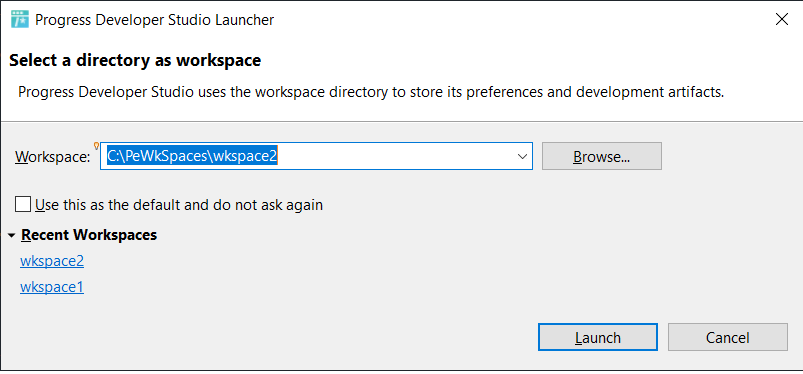 Progress Developer Studio Launcher
Select a directory as workspace
Progress Developer Studio uses the workspace directory to store its preferences and development artifacts.
Workspace: C:\PeWkSpaces\wkspace2 Browse...
Use this as the default and do not ask again
Recent Workspaces
wkspace2
wkspace1
Launch Cancel